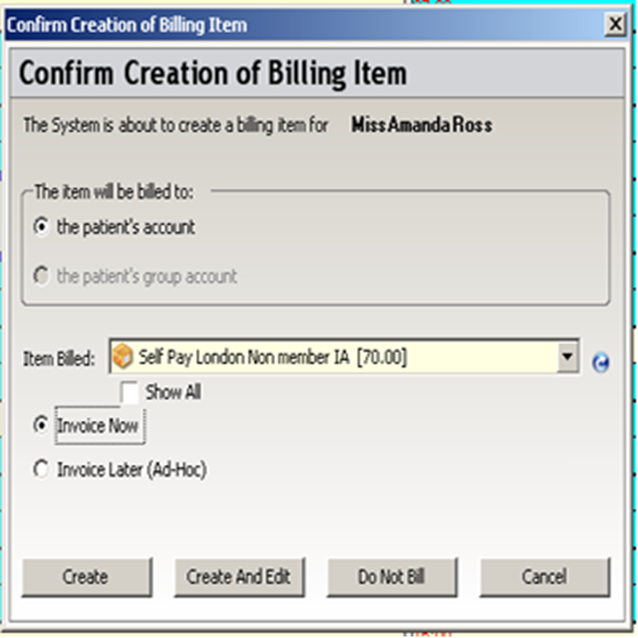 Confirm Creation of Billing Item
Confirm Creation of Billing Item
The System is about to create a billing item for MissAmandaRoss
The item will be billed to:
the patient's account
the patient's group account
Item Billed: Self Pay London Non member IA [70.00]
Show All
Invoice Now
Invoice Later (Ad-Hoc)
Create Create And Edit Do Not Bill Cancel